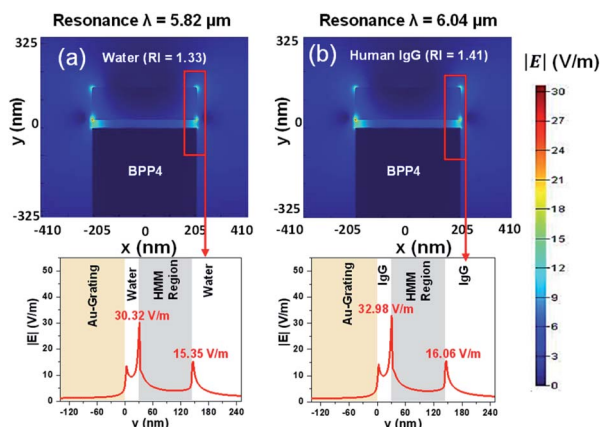 Resonance λ = 5.82 µm
Resonance λ = 6.04 µm
325
(a)
Water (RI = 1.33)
y (nm)
0
BPP4
-325
-410
-205
0
205
410
x (nm)
(b)
Human IgG (RI = 1.41)
y (nm)
325
0
BPP4
-325
-410
-205
0
205
410
x (nm)
|E| (V/m)
30
27
24
21
18
15
12
9
6
3
0
|E| (V/m)
50
40
30
20
10
0
Au-Grating
Water
HMM
Region
Water
30.32 V/m
15.35 V/m
-120
-60
0
60
120
180
240
y (nm)
|E| (V/m)
50
40
30
20
10
0
Au-Grating
IgG
HMM
Region
IgG
32.98 V/m
16.06 V/m
-120
-60
0
60
120
180
240
y (nm)